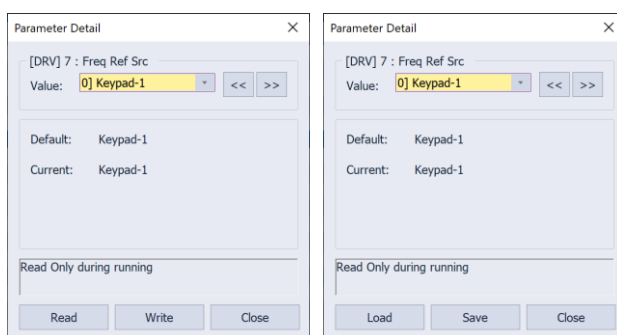 Parameter Detail
[DRV] 7 : Freq Ref Src
Value: 0] Keypad-1 << >>
Default: Keypad-1
Current: Keypad-1
Read Only during running
Read Write Close
Parameter Detail
[DRV] 7 : Freq Ref Src
Value: 0] Keypad-1 << >>
Default: Keypad-1
Current: Keypad-1
Read Only during running
Load Save Close